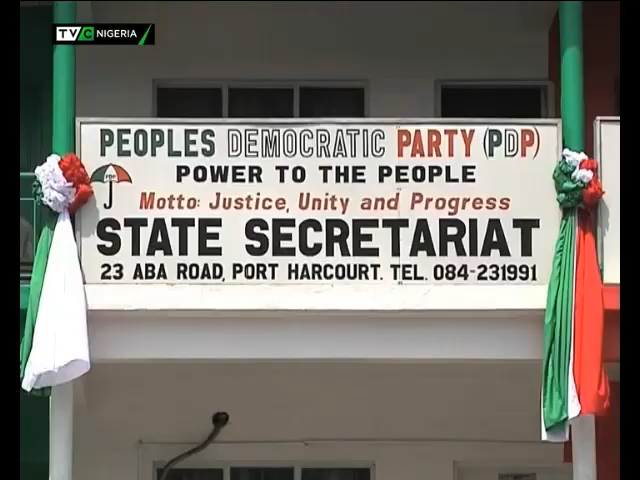 TVC NIGERIA
PEOPLES DEMOCRATIC PARTY (PDP)
POWER TO THE PEOPLE
PDP
Motto: Justice, Unity and Progress
STATE SECRETARIAT
23 ABA ROAD, PORT HARCOURT. TEL. 084-231991